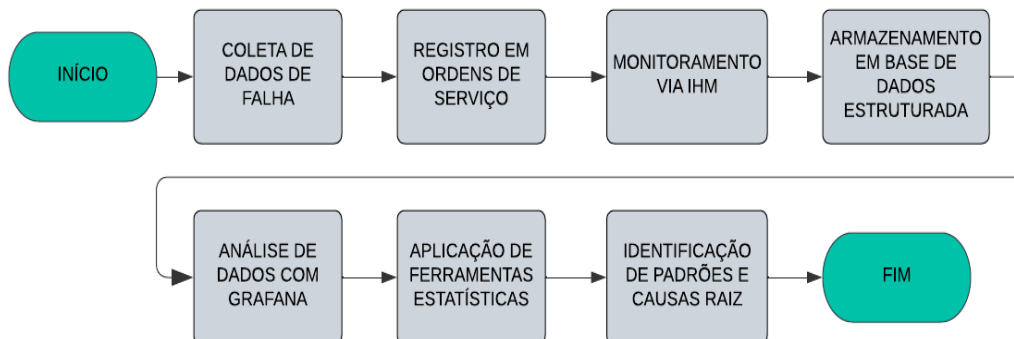 INÍCIO
COLETA DE
DADOS DE
FALHA
REGISTRO EM
ORDENS DE
SERVIÇO
MONITORAMENTO
VIA IHM
ARMAZENAMENTO
EM BASE DE
DADOS
ESTRUTURADA
ANÁLISE DE
DADOS COM
GRAFANA
APLICAÇÃO DE
FERRAMENTAS
ESTATÍSTICAS
IDENTIFICAÇÃO
DE PADRÕES E
CAUSAS RAIZ
FIM